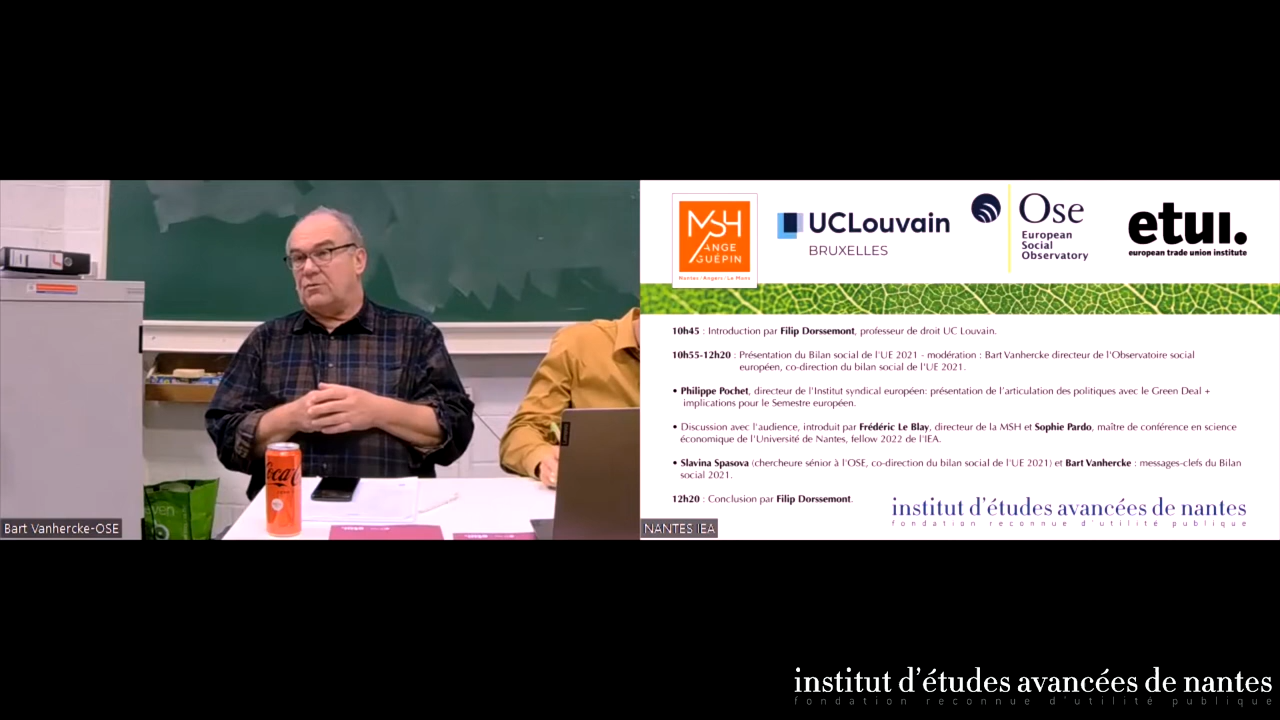 MSH
ANGE
GUÉPIN
Nantes Angers Le Mans
UCLouvain
BRUXELLES
Ose
European
Social
Observatory
etui.
european trade union institute
10h45 : Introduction par Filip Dorssemont, professeur de droit UC Louvain.
10h55-12h20 : Présentation du Bilan social de l'UE 2021 - modération : Bart Vanhercke directeur de l'Observatoire social
européen, co-direction du bilan social de l'UE 2021.
• Philippe Pochet, directeur de l'Institut syndical européen: présentation de l'articulation des politiques avec le Green Deal +
implications pour le Semestre européen.
• Discussion avec l'audience, introduit par Frédéric Le Blay, directeur de la MSH et Sophie Pardo, maître de conférence en science
économique de l'Université de Nantes, fellow 2022 de l'IEA.
• Slavina Spasova (chercheure sénior à l'OSE, co-direction du bilan social de l'UE 2021) et Bart Vanhercke : messages-clefs du Bilan
social 2021.
12h20 : Conclusion par Filip Dorssemont.
institut d'études avancées de nantes
fondation reconnue d'utilité publique
Coca-C
Lenovo
even
Bart Vanhercke-OSE
NANTES IEA
institut d'études avancées de nantes
fondation reconnue d'utilité publique